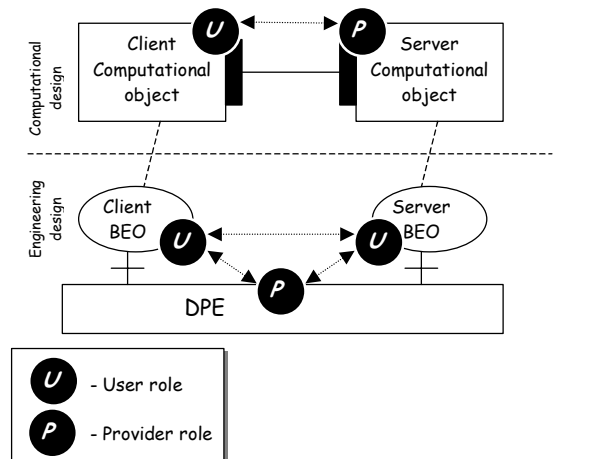 Computational
design
U
P
Client
Computational
object
Server
Computational
object
Engineering
design
Client
BEO
U
Server
BEO
U
P
DPE
U - User role
P - Provider role